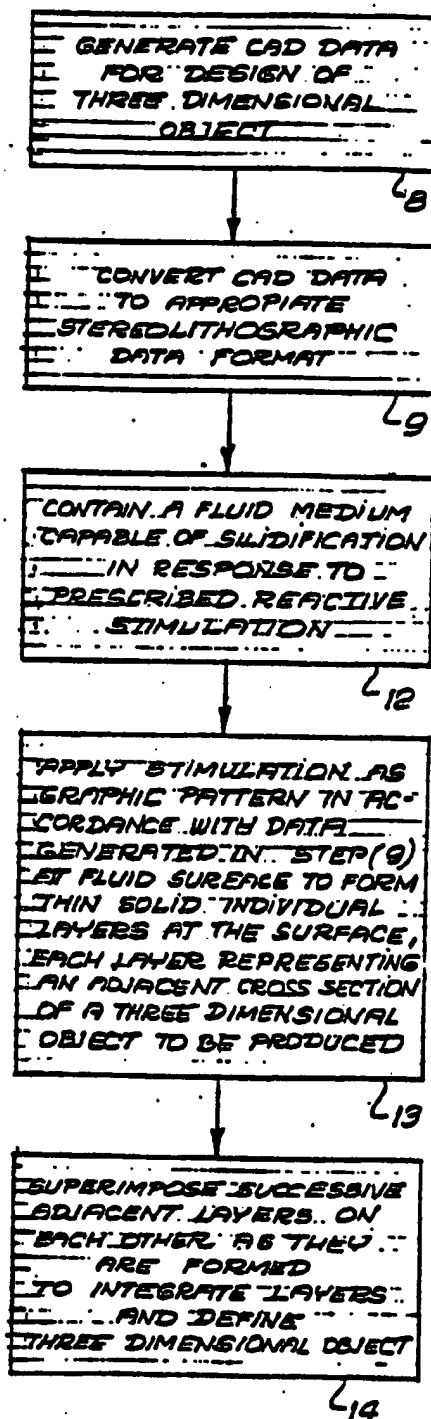 GENERATE CAD DATA
FOR DESIGN OF
THREE DIMENSIONAL
OBJECT
8
CONVERT CAD DATA
TO APPROPIATE
STEREOLITHOGRAPHIC
DATA FORMAT
9
CONTAIN A FLUID MEDIUM
CAPABLE OF SILIDIFICATION
IN RESPONSE TO
PRESCRIBED REACTIVE
STIMULATION
12
APPLY STIMULATION AS
GRAPHIC PATTERN IN AC-
CORDANCE WITH DATA
GENERATED IN STEP (9)
AT FLUID SURFACE TO FORM
THIN SOLID INDIVIDUAL
LAYERS AT THE SURFACE,
EACH LAYER REPRESENTING
AN ADJACENT CROSS SECTION
OF A THREE DIMENSIONAL
OBJECT TO BE PRODUCED
13
SUPERIMPOSE SUCCESSIVE
ADJACENT LAYERS ON
EACH OTHER AS THEY
ARE FORMED
TO INTEGRATE LAYERS
AND DEFINE
THREE DIMENSIONAL OBJECT
14